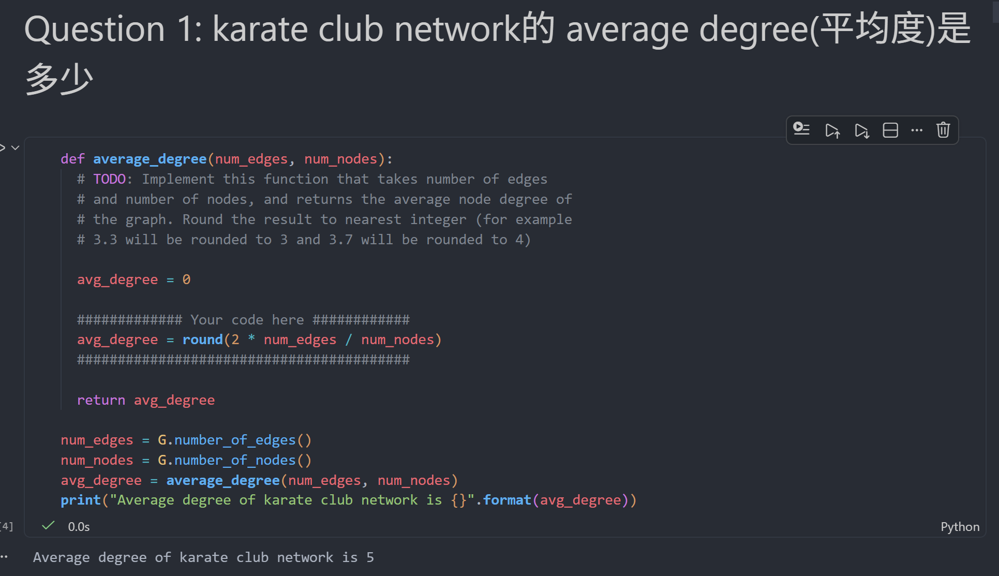 Question 1: karate club network的 average degree(平均度)是
多少
def average_degree(num_edges, num_nodes):
# TODO: Implement this function that takes number of edges
# and number of nodes, and returns the average node degree of
# the graph. Round the result to nearest integer (for example
# 3.3 will be rounded to 3 and 3.7 will be rounded to 4)
avg_degree = 0
############# Your code here ############
avg_degree = round(2 * num_edges / num_nodes)
#########################################
return avg_degree
num_edges = G.number_of_edges()
num_nodes = G.number_of_nodes()
avg_degree = average_degree(num_edges, num_nodes)
print("Average degree of karate club network is {}".format(avg_degree))
[4]
0.0s
Python
Average degree of karate club network is 5